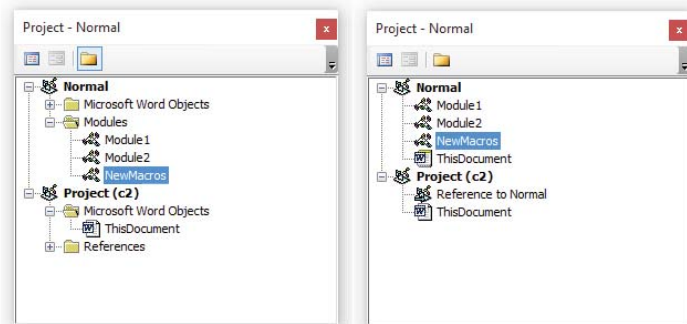 Project - Normal
x
Normal
Microsoft Word Objects
Modules
Module1
Module2
NewMacros
Project (c2)
Microsoft Word Objects
ThisDocument
References
Project - Normal
x
Normal
Module1
Module2
NewMacros
ThisDocument
Project (c2)
Reference to Normal
ThisDocument